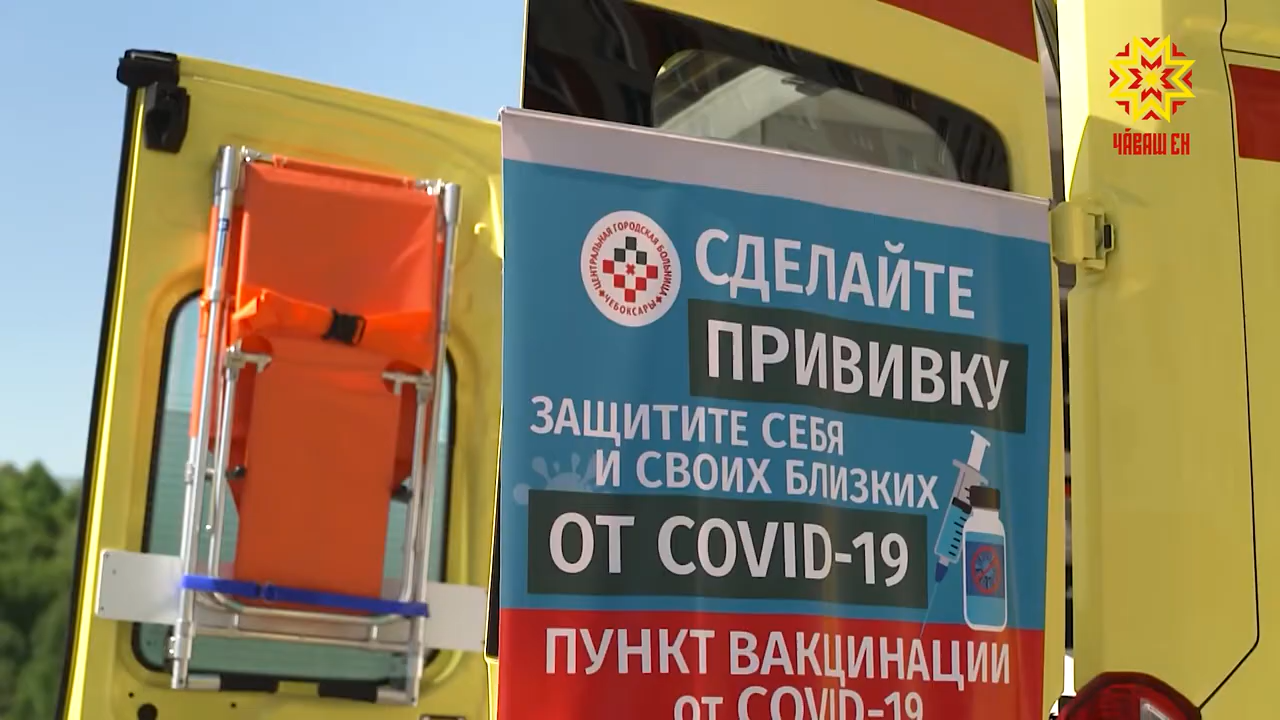 ЧӐВАШ ЕН
ЦЕНТРАЛЬНАЯ ГОРОДСКАЯ БОЛЬНИЦА
ЧЕБОКСАРЫ
СДЕЛАЙТЕ
ПРИВИВКУ
ЗАЩИТИТЕ СЕБЯ
И СВОИХ БЛИЗКИХ
ОТ COVID-19
ПУНКТ ВАКЦИНАЦИИ
от COVID-19